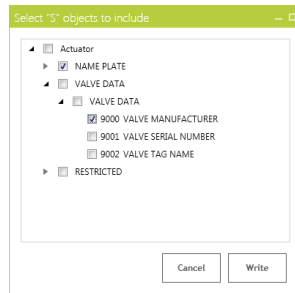 Select "S" objects to include
Actuator
NAME PLATE
VALVE DATA
VALVE DATA
9000 VALVE MANUFACTURER
9001 VALVE SERIAL NUMBER
9002 VALVE TAG NAME
RESTRICTED
Cancel Write